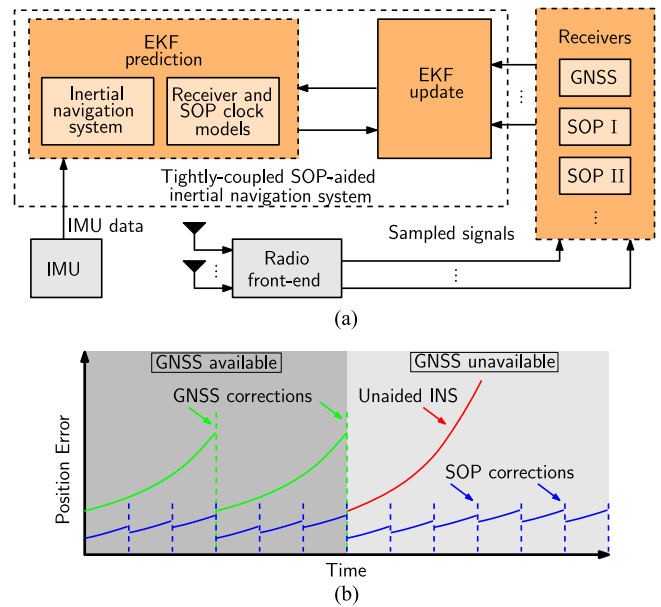 EKF
prediction
Inertial
navigation
system
Receiver and
SOP clock
models
EKF
update
Receivers
GNSS
SOP I
SOP II
Tightly-coupled SOP-aided
inertial navigation system
IMU data
IMU
Radio
front-end
Sampled signals
(a)
GNSS available
GNSS unavailable
GNSS corrections
Unaided INS
SOP corrections
Position Error
Time
(b)